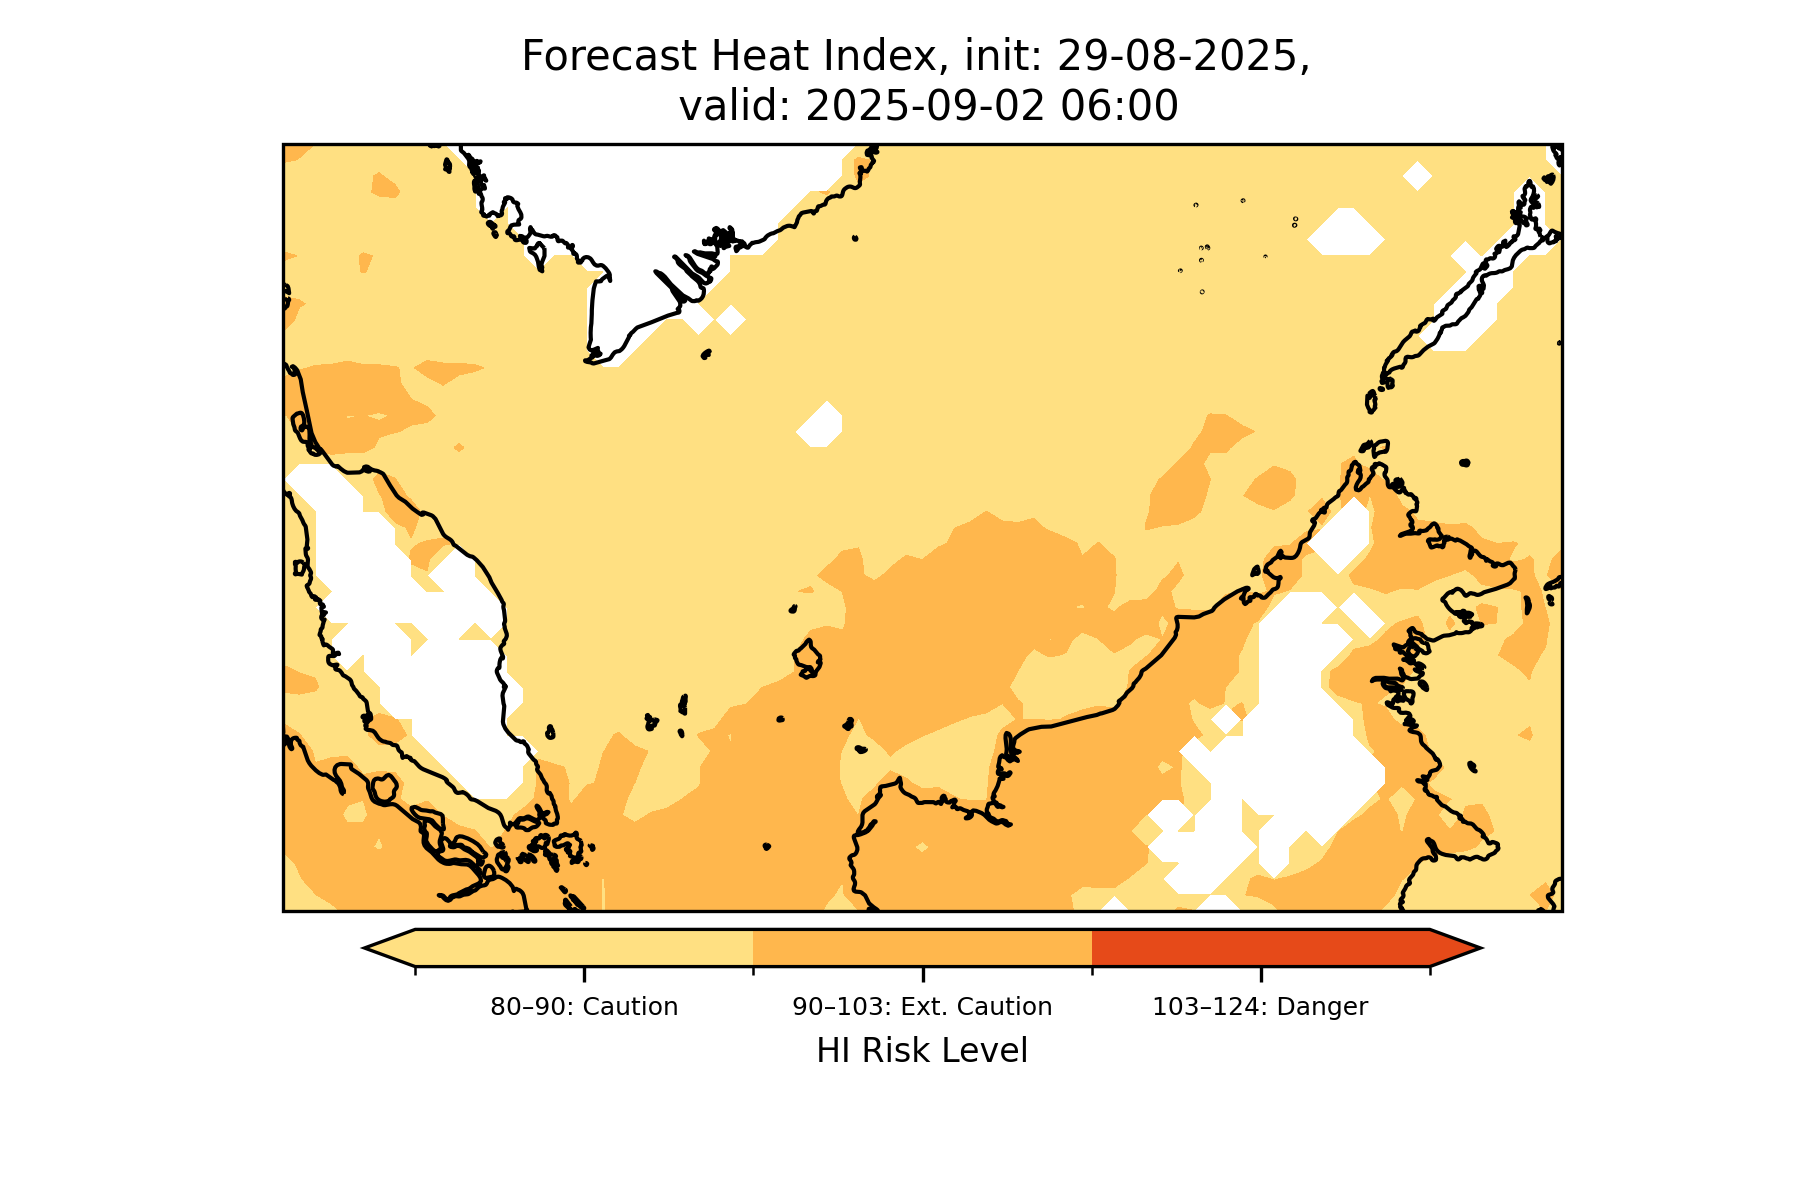 Forecast Heat Index, init: 29-08-2025,
valid: 2025-09-02 06:00
80–90: Caution
90–103: Ext. Caution
103–124: Danger
HI Risk Level